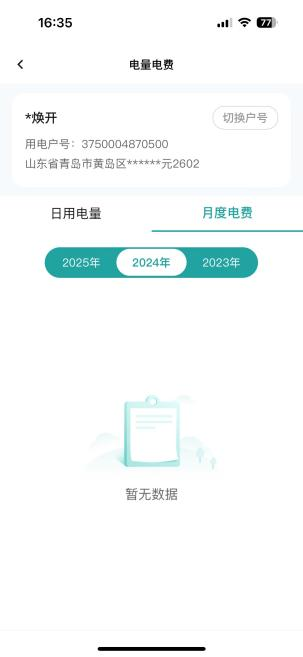 16:35
77
电量电费
*焕开
切换户号
用电户号：3750004870500
山东省青岛市黄岛区******元2602
日用电量
月度电费
2025年
2024年
2023年
暂无数据